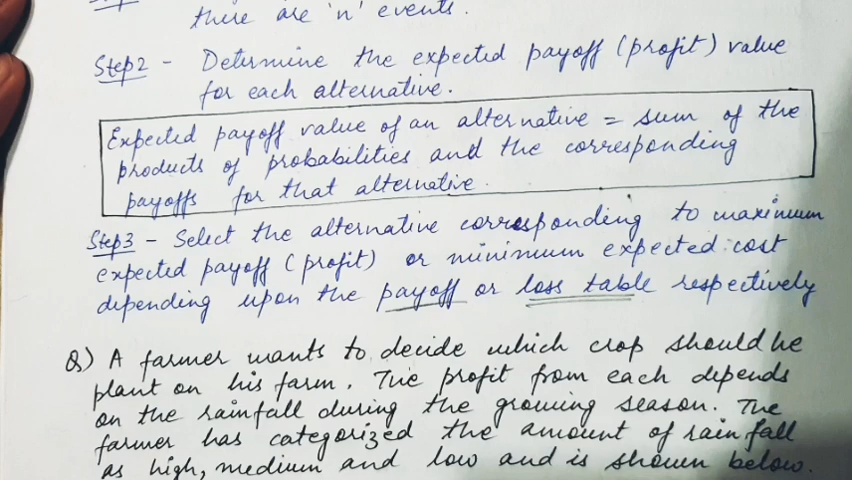 there are 'n' events.
Step2 - Determine the expected payoff (profit) value
for each alternative.
Expected payoff value of an alternative = sum of the
products of probabilities and the corresponding
payoffs for that alternative.
Step3 - Select the alternative corresponding to maximum
expected payoff (profit) or minimum expected cost
depending upon the payoff or loss table respectively
Q) A farmer wants to decide which crop should he
plant on his farm. The profit from each depends
on the rainfall during the growing season. The
farmer has categorized the amount of rainfall
as high, medium and low and is shown below.